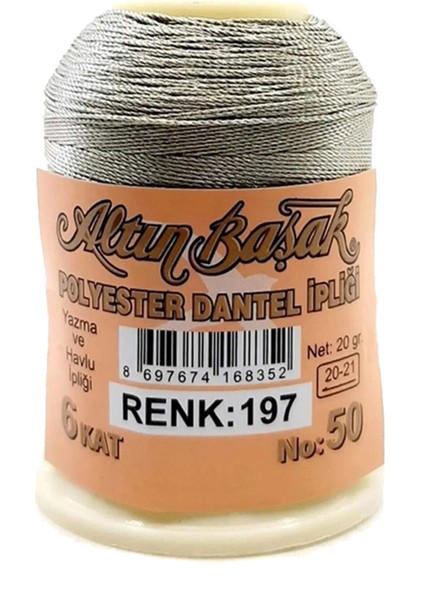 Altın Başak
POLYESTER DANTEL İPLİĞİ
Yazma
ve
Havlu
İpliği
8 697674 168352
Net: 20 gr.
20-21
RENK:197
6 KAT
No:50